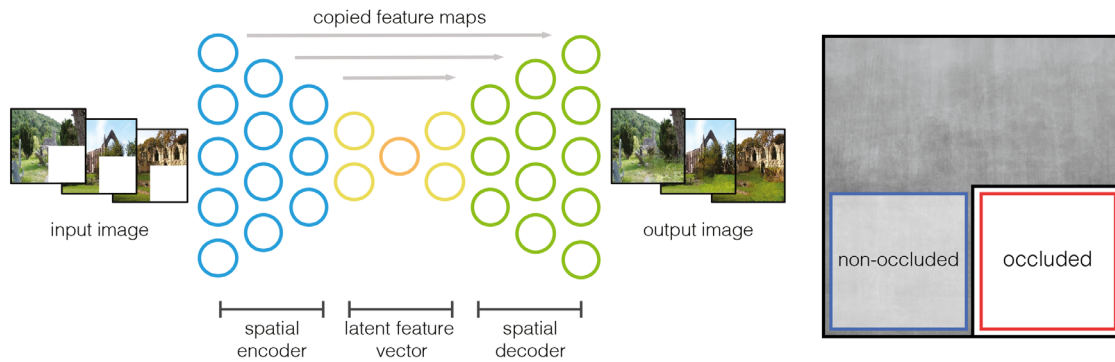 copied feature maps
input image
output image
spatial
encoder
latent feature
vector
spatial
decoder
non-occluded
occluded